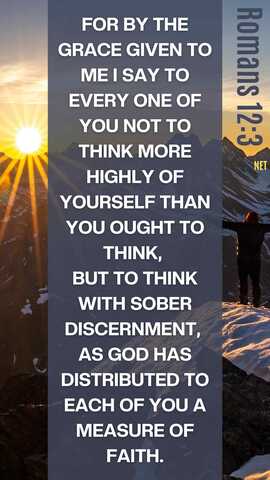 FOR BY THE
GRACE GIVEN TO
ME I SAY TO
EVERY ONE OF
YOU NOT TO
THINK MORE
HIGHLY OF
YOURSELF THAN
YOU OUGHT TO
THINK,
BUT TO THINK
WITH SOBER
DISCERNMENT,
AS GOD HAS
DISTRIBUTED TO
EACH OF YOU A
MEASURE OF
FAITH.
Romans 12:3
NET